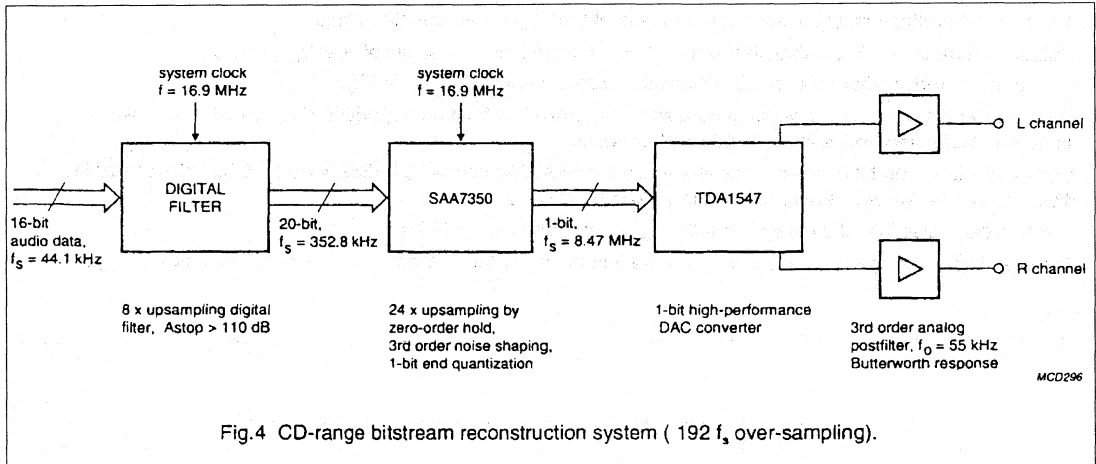 system clock
f = 16.9 MHz
system clock
f = 16.9 MHz
L channel
DIGITAL
FILTER
SAA7350
TDA1547
16-bit
audio data,
fs = 44.1 kHz
20-bit,
fs = 352.8 kHz
1-bit,
fs = 8.47 MHz
R channel
8 x upsampling digital
filter, Astop > 110 dB
24 x upsampling by
zero-order hold,
3rd order noise shaping,
1-bit end quantization
1-bit high-performance
DAC converter
3rd order analog
postfilter, fo = 55 kHz
Butterworth response
MCD296
Fig.4 CD-range bitstream reconstruction system ( 192 fs over-sampling).